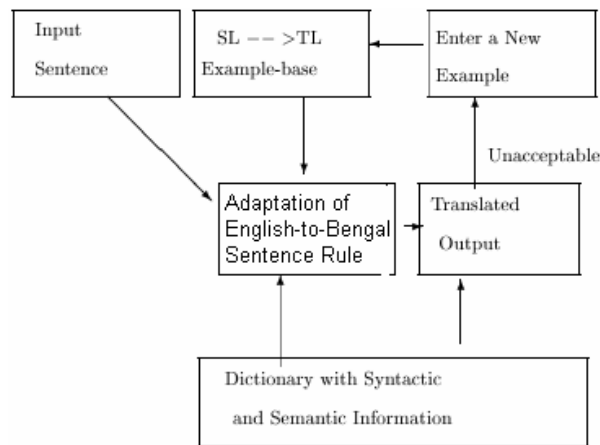 Input
Sentence
SL −− >TL
Example-base
Enter a New
Example
Unacceptable
Adaptation of
English-to-Bengal
Sentence Rule
Translated
Output
Dictionary with Syntactic
and Semantic Information